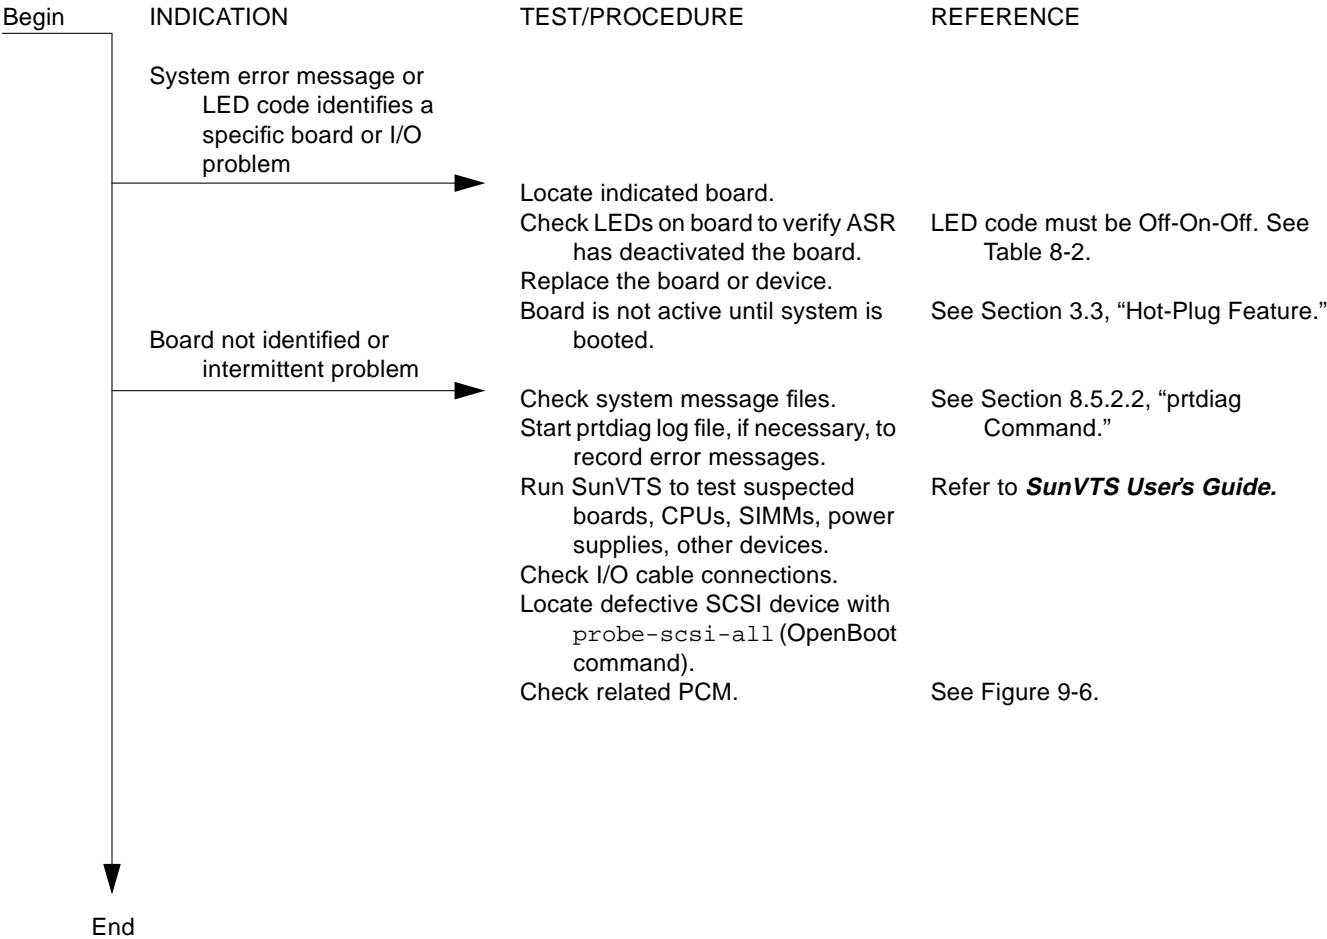 Begin INDICATION TEST/PROCEDURE REFERENCE
System error message or
LED code identifies a
specific board or I/O
problem
Locate indicated board.
Check LEDs on board to verify ASR LED code must be Off-On-Off. See
has deactivated the board. Table 8-2.
Replace the board or device.
Board is not active until system is See Section 3.3, “Hot-Plug Feature.”
booted.
Board not identified or
intermittent problem
Check system message files. See Section 8.5.2.2, “prtdiag
Start prtdiag log file, if necessary, to Command.”
record error messages.
Run SunVTS to test suspected Refer to SunVTS User's Guide.
boards, CPUs, SIMMs, power
supplies, other devices.
Check I/O cable connections.
Locate defective SCSI device with
probe-scsi-all (OpenBoot
command).
Check related PCM. See Figure 9-6.
End